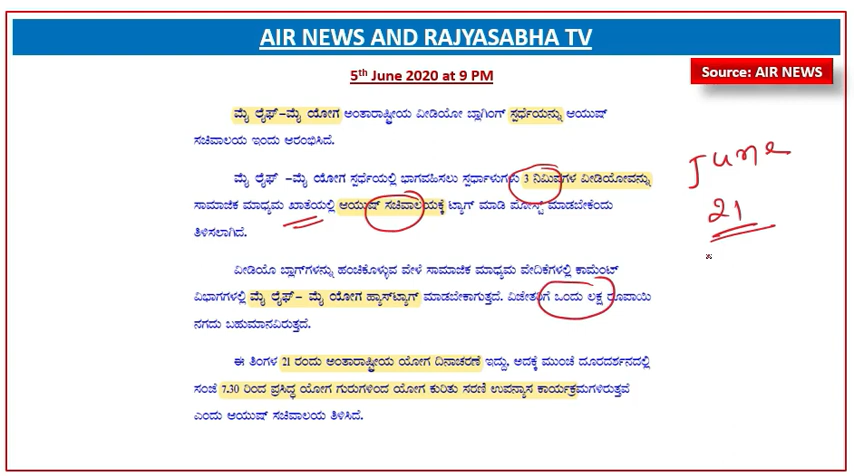 AIR NEWS AND RAJYASABHA TV
Source: AIR NEWS
5th June 2020 at 9 PM
ಮೈ ಲೈಫ್-ಮೈ ಯೋಗ ಅಂತಾರಾಷ್ಟ್ರೀಯ ವೀಡಿಯೋ ಬ್ಲಾಗಿಂಗ್ ಸ್ಪರ್ಧೆಯನ್ನು ಆಯುಷ್
ಸಚಿವಾಲಯ ಇಂದು ಆರಂಭಿಸಿದೆ.
ಮೈ ಲೈಫ್ -ಮೈ ಯೋಗ ಸ್ಪರ್ಧೆಯಲ್ಲಿ ಭಾಗವಹಿಸಲು ಸ್ಪರ್ಧಾಳುಗಳು 3 ನಿಮಿಷಗಳ ವೀಡಿಯೋವನ್ನು
ಸಾಮಾಜಿಕ ಮಾಧ್ಯಮ ಖಾತೆಯಲ್ಲಿ ಆಯುಷ್ ಸಚಿವಾಲಯಕ್ಕೆ ಟ್ಯಾಗ್ ಮಾಡಿ ಪೋಸ್ಟ್ ಮಾಡಬೇಕೆಂದು
ತಿಳಿಸಲಾಗಿದೆ.
ವೀಡಿಯೊ ಬ್ಲಾಗ್‌ಗಳನ್ನು ಹಂಚಿಕೊಳ್ಳುವ ವೇಳೆ ಸಾಮಾಜಿಕ ಮಾಧ್ಯಮ ವೇದಿಕೆಗಳಲ್ಲಿ ಕಾಮೆಂಟ್
ವಿಭಾಗಗಳಲ್ಲಿ ಮೈ ಲೈಫ್- ಮೈ ಯೋಗ ಹ್ಯಾಸ್‌ಟ್ಯಾಗ್ ಮಾಡಬೇಕಾಗುತ್ತದೆ. ವಿಜೇತರಿಗೆ ಒಂದು ಲಕ್ಷ ರೂಪಾಯಿ
ನಗದು ಬಹುಮಾನವಿರುತ್ತದೆ.
ಈ ತಿಂಗಳ 21 ರಂದು ಅಂತಾರಾಷ್ಟ್ರೀಯ ಯೋಗ ದಿನಾಚರಣೆ ಇದ್ದು, ಅದಕ್ಕೆ ಮುಂಚೆ ದೂರದರ್ಶನದಲ್ಲಿ
ಸಂಜೆ 7.30 ರಿಂದ ಪ್ರಸಿದ್ಧ ಯೋಗ ಗುರುಗಳಿಂದ ಯೋಗ ಕುರಿತು ಸರಣಿ ಉಪನ್ಯಾಸ ಕಾರ್ಯಕ್ರಮಗಳಿರುತ್ತವೆ
ಎಂದು ಆಯುಷ್ ಸಚಿವಾಲಯ ತಿಳಿಸಿದೆ.
June
21